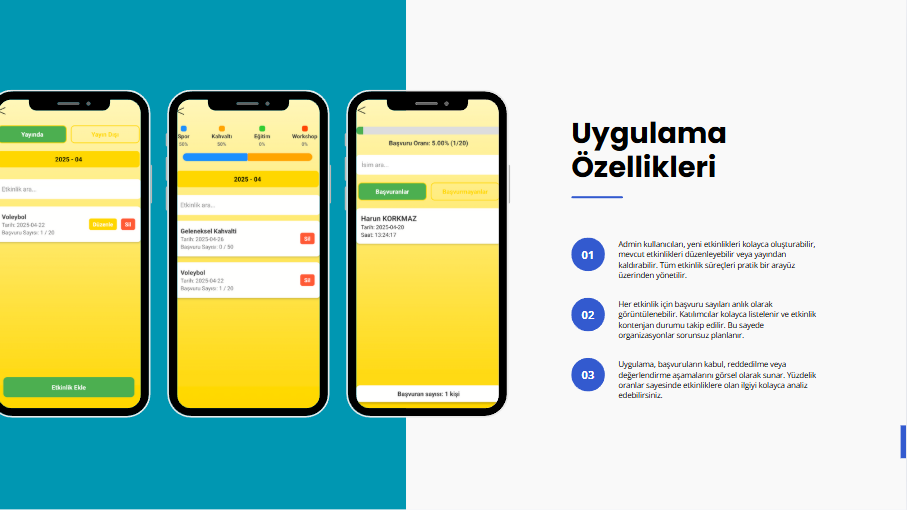 Yayında
Yayın Dışı
2025 - 04
Etkinlik ara...
Voleybol
Tarih: 2025-04-22
Başvuru Sayısı: 1 / 20
Düzenle
Sil
Etkinlik Ekle
Spor
Kahvaltı
Eğitim
Workshop
50%
50%
0%
0%
2025 - 04
Etkinlik ara...
Geleneksel Kahvaltı
Tarih: 2025-04-26
Başvuru Sayısı: 0 / 50
Sil
Voleybol
Tarih: 2025-04-22
Başvuru Sayısı: 1 / 20
Sil
Başvuru Oranı: 5.00% (1/20)
İsim ara...
Başvuranlar
Başvurmayanlar
Harun KORKMAZ
Tarih: 2025-04-20
Saat: 13:24:17
Başvuran sayısı: 1 kişi
Uygulama
Özellikleri
01
Admin kullanıcıları, yeni etkinlikleri kolayca oluşturabilir,
mevcut etkinlikleri düzenleyebilir veya yayından
kaldırabilir. Tüm etkinlik süreçleri pratik bir arayüz
üzerinden yönetilir.
02
Her etkinlik için başvuru sayıları anlık olarak
görüntülenebilir. Katılımcılar kolayca listelenir ve etkinlik
kontenjan durumu takip edilir. Bu sayede
organizasyonlar sorunsuz planlanır.
03
Uygulama, başvuruların kabul, reddedilme veya
değerlendirme aşamalarını görsel olarak sunar. Yüzdelik
oranlar sayesinde etkinliklere olan ilgiyi kolayca analiz
edebilirsiniz.